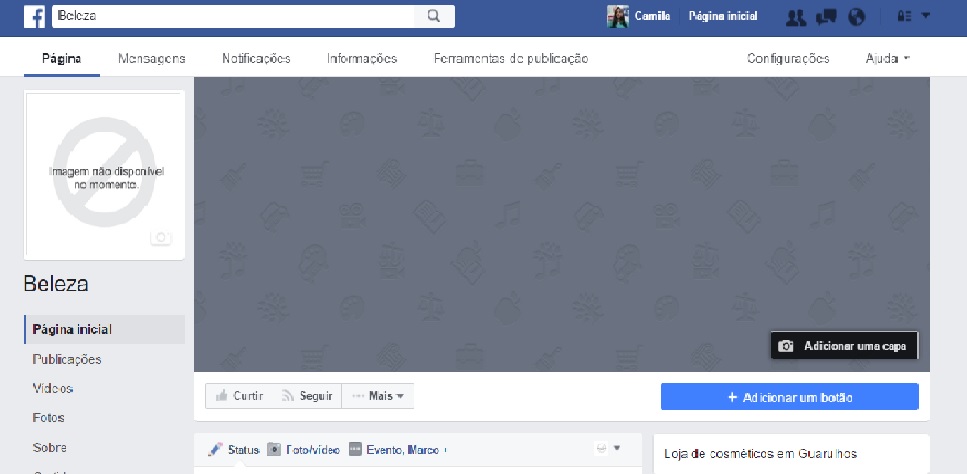 Beleza
Camila Página inicial
Página Mensagens Notificações Informações Ferramentas de publicação Configurações Ajuda
Imagem não disponível
no momento.
Beleza
Página inicial
Publicações
Vídeos
Fotos
Sobre
Adicionar uma capa
Curtir Seguir Mais
+ Adicionar um botão
Status Foto/vídeo Evento, Marco +
Loja de cosméticos em Guarulhos